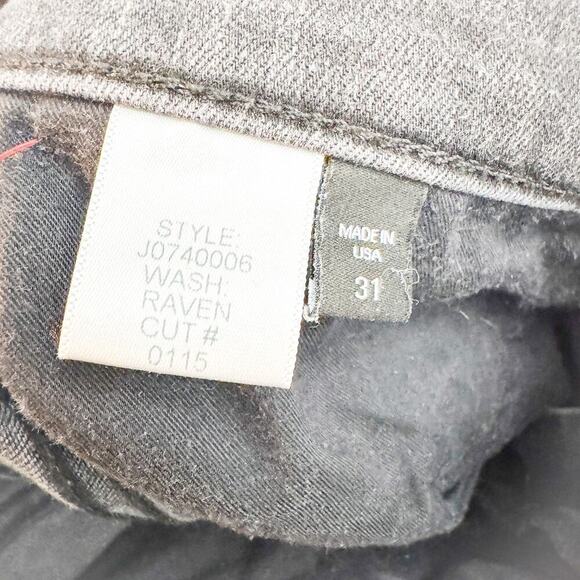 STYLE:
J0740006
WASH:
RAVEN
CUT #
0115
MADE IN
USA
31